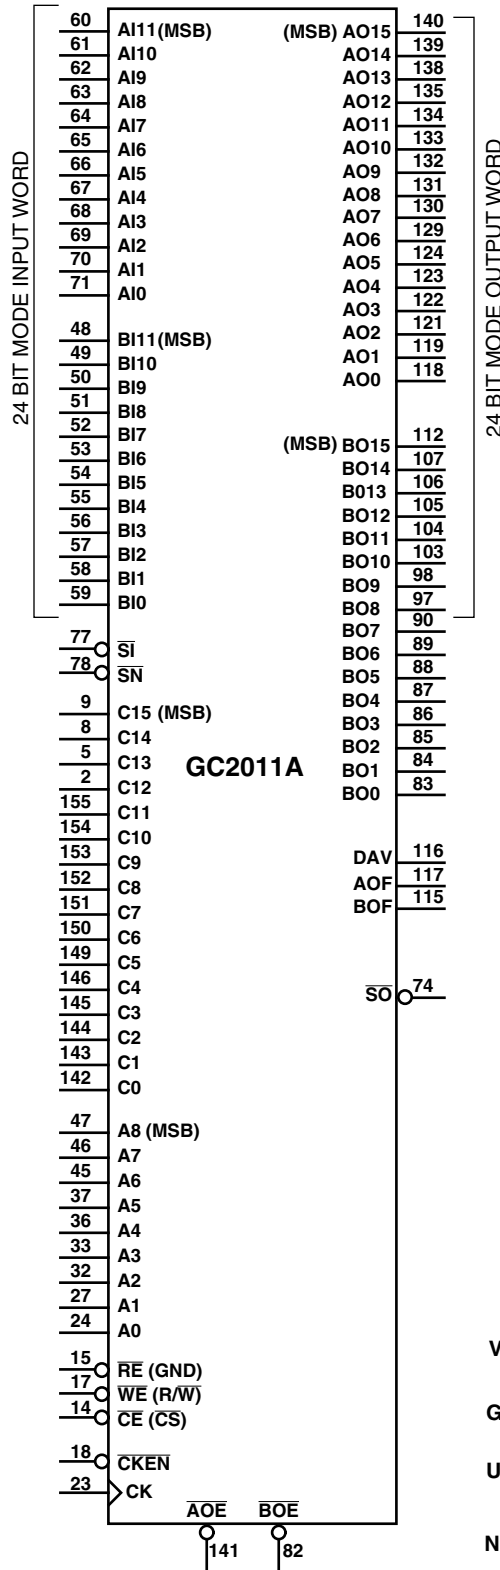 24 BIT MODE INPUT WORD
60 AI11(MSB)
61 AI10
62 AI9
63 AI8
64 AI7
65 AI6
66 AI5
67 AI4
68 AI3
69 AI2
70 AI1
71 AI0
48 BI11(MSB)
49 BI10
50 BI9
51 BI8
52 BI7
53 BI6
54 BI5
55 BI4
56 BI3
57 BI2
58 BI1
59 BI0
77 SI
78 SN
9 C15 (MSB)
8 C14
5 C13
2 C12
155 C11
154 C10
153 C9
152 C8
151 C7
150 C6
149 C5
146 C4
145 C3
144 C2
143 C1
142 C0
47 A8 (MSB)
46 A7
45 A6
37 A5
36 A4
33 A3
32 A2
27 A1
24 A0
15 RE (GND)
17 WE (R/W)
14 CE (CS)
18 CKEN
23 CK
GC2011A
(MSB) AO15 140
AO14 139
AO13 138
AO12 135
AO11 134
AO10 133
AO9 132
AO8 131
AO7 130
AO6 129
AO5 124
AO4 123
AO3 122
AO2 121
AO1 119
AO0 118
(MSB) BO15 112
BO14 107
B013 106
BO12 105
BO11 104
BO10 103
BO9 98
BO8 97
BO7 90
BO6 89
BO5 88
BO4 87
BO3 86
BO2 85
BO1 84
BO0 83
24 BIT MODE OUTPUT WORD
DAV 116
AOF 117
BOF 115
SO 74
AOE BOE
141 82
V
G
U
N